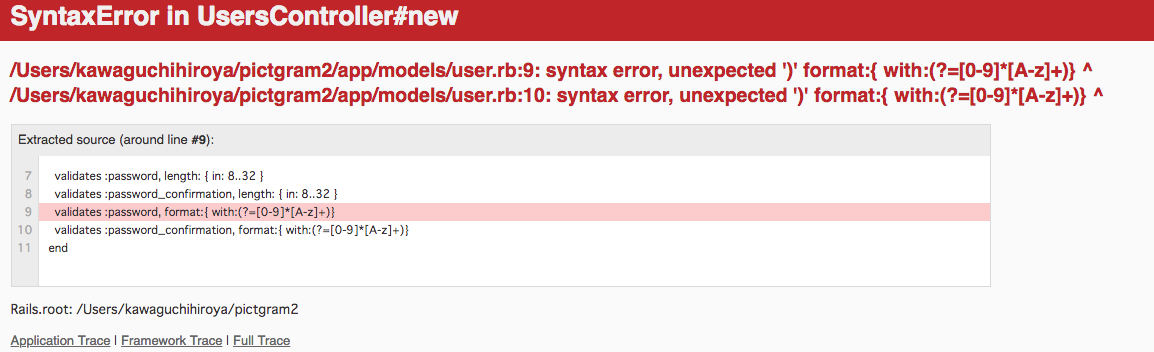 SyntaxError in UsersController#new
/Users/kawaguchihiroya/pictgram2/app/models/user.rb:9: syntax error, unexpected ')' format:{ with:(?=[0-9]*[A-z]+)} ^
/Users/kawaguchihiroya/pictgram2/app/models/user.rb:10: syntax error, unexpected ')' format:{ with:(?=[0-9]*[A-z]+)} ^
Extracted source (around line #9):
7 validates :password, length: { in: 8..32 }
8 validates :password_confirmation, length: { in: 8..32 }
9 validates :password, format:{ with:(?=[0-9]*[A-z]+)}
10 validates :password_confirmation, format:{ with:(?=[0-9]*[A-z]+)}
11 end
Rails.root: /Users/kawaguchihiroya/pictgram2
Application Trace | Framework Trace | Full Trace